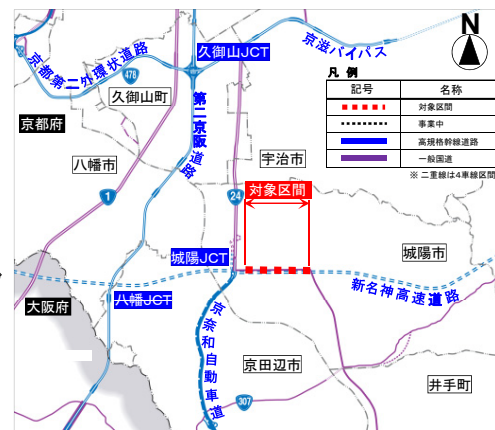 久御山JCT
京滋バイパス
N
京都第二外環状道路
478
久御山町
第二京阪道路
凡 例
記号 名称
対象区間
事業中
高規格幹線道路
一般国道
※ 二重線は4車線区間
京都府
八幡市
宇治市
1
24
対象区間
城陽JCT
城陽市
八幡JCT
新名神高速道路
大阪府
京奈和自動車道
京田辺市
井手町
307